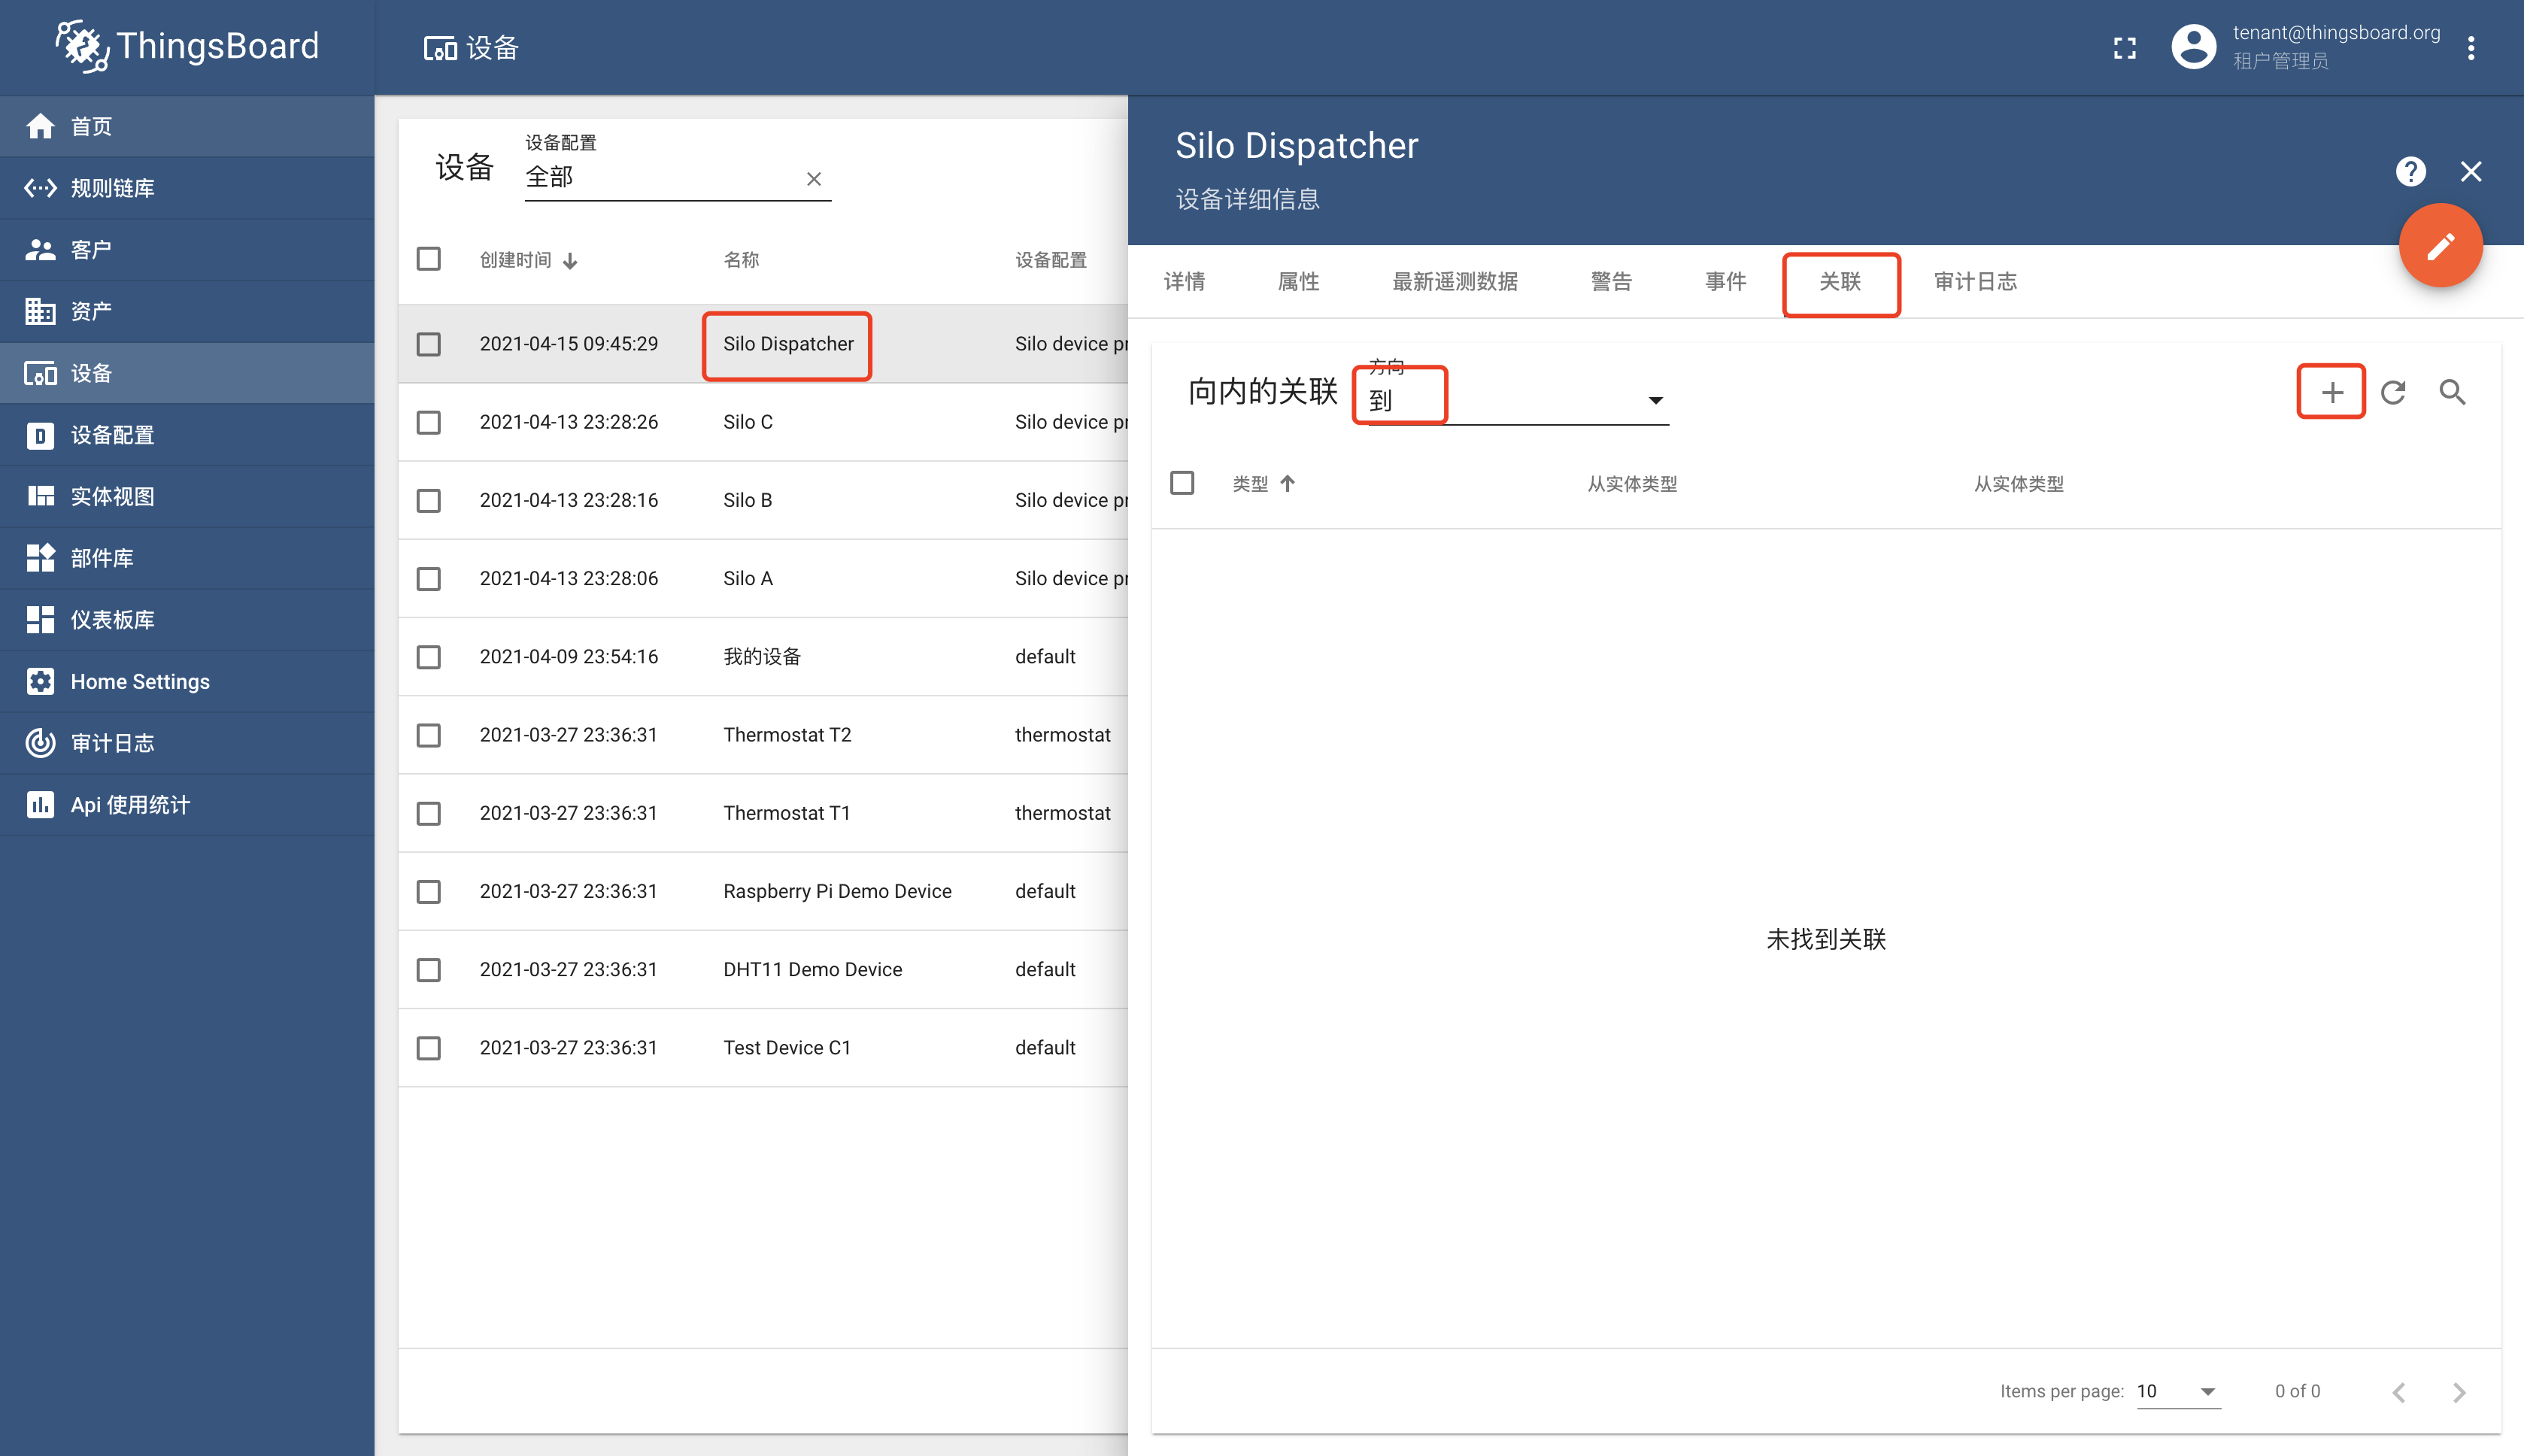 ThingsBoard
设备
tenant@thingsboard.org
租户管理员
首页
规则链库
客户
资产
设备
设备配置
实体视图
部件库
仪表板库
Home Settings
审计日志
Api 使用统计
设备
设备配置
全部
创建时间 名称 设备配置
2021-04-15 09:45:29 Silo Dispatcher Silo device pr
2021-04-13 23:28:26 Silo C Silo device pr
2021-04-13 23:28:16 Silo B Silo device pr
2021-04-13 23:28:06 Silo A Silo device pr
2021-04-09 23:54:16 我的设备 default
2021-03-27 23:36:31 Thermostat T2 thermostat
2021-03-27 23:36:31 Thermostat T1 thermostat
2021-03-27 23:36:31 Raspberry Pi Demo Device default
2021-03-27 23:36:31 DHT11 Demo Device default
2021-03-27 23:36:31 Test Device C1 default
Silo Dispatcher
设备详细信息
详情 属性 最新遥测数据 警告 事件 关联 审计日志
向内的关联
方向
到
类型 从实体类型 从实体类型
未找到关联
Items per page: 10 0 of 0